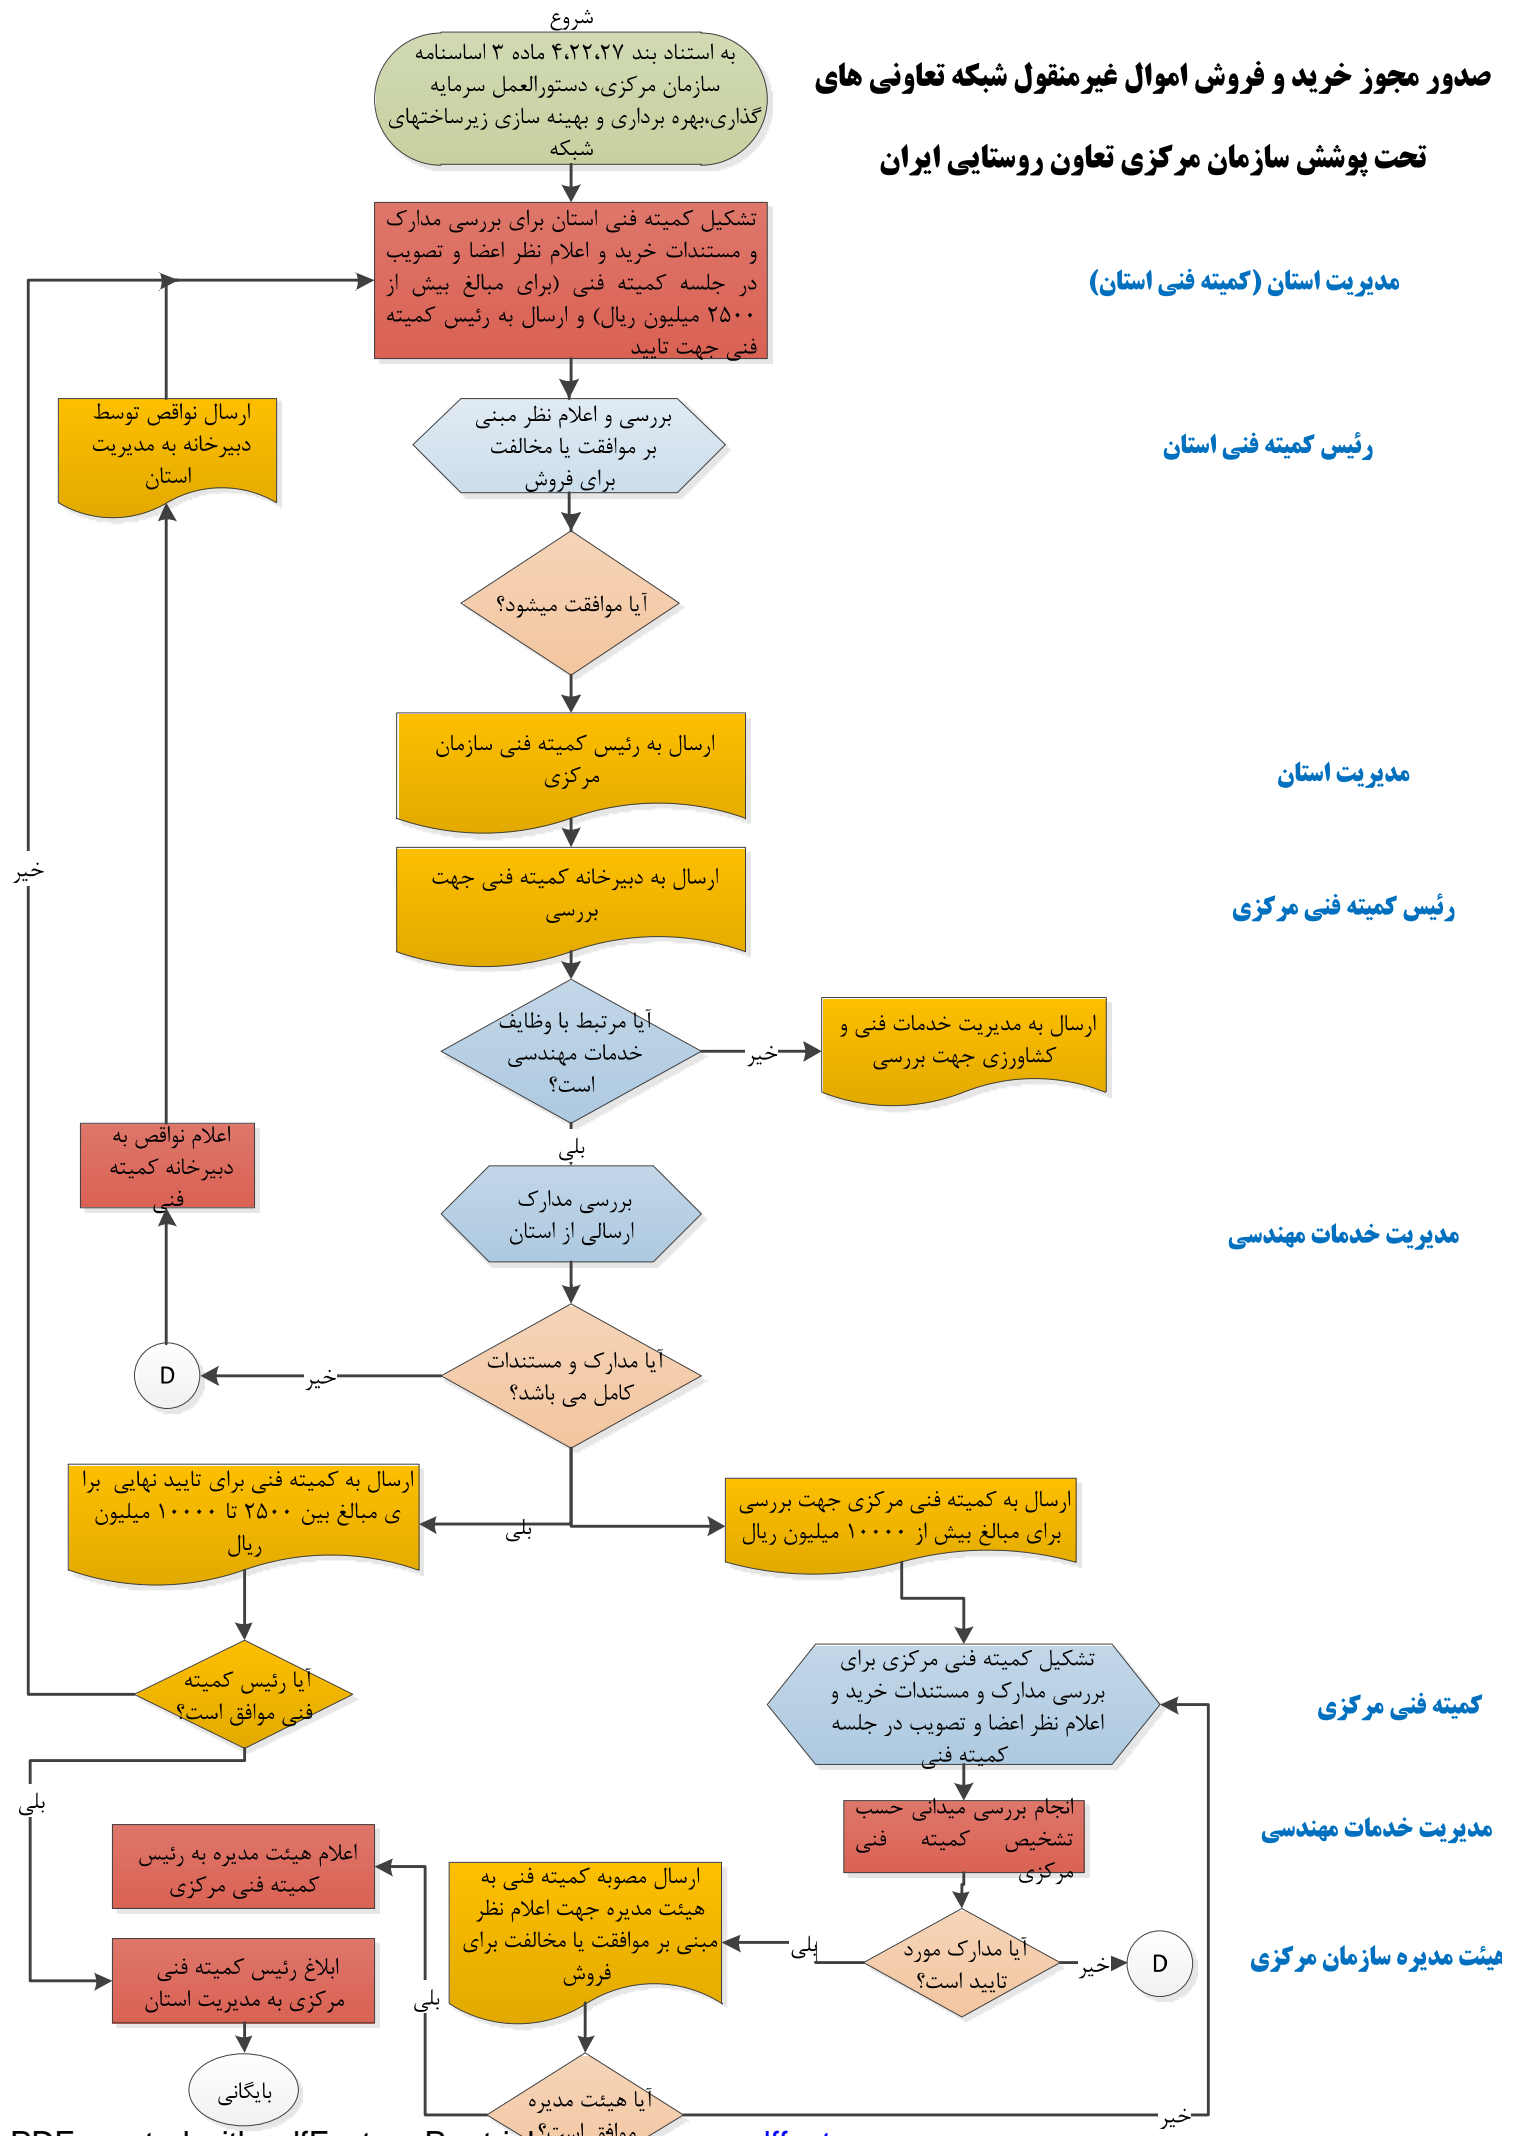 شروع
به استناد بند ۴،۲۲،۲۷ ماده ۳ اساسنامه
سازمان مرکزی، دستورالعمل سرمایه
گذاری،بهره برداری و بهینه سازی زیرساختهای
شبکه
صدور مجوز خرید و فروش اموال غیرمنقول شبکه تعاونی های
تحت پوشش سازمان مرکزی تعاون روستایی ایران
تشکیل کمیته فنی استان برای بررسی مدارک
و مستندات خرید و اعلام نظر اعضا و تصویب
در جلسه کمیته فنی (برای مبالغ بیش از
۲۵۰۰ میلیون ریال) و ارسال به رئیس کمیته
فنی جهت تایید
مدیریت استان (کمیته فنی استان)
بررسی و اعلام نظر مبنی
بر موافقت یا مخالفت
برای فروش
رئیس کمیته فنی استان
ارسال نواقص توسط
دبیرخانه به مدیریت
استان
آیا موافقت میشود؟
ارسال به رئیس کمیته فنی سازمان
مرکزی
مدیریت استان
خیر
ارسال به دبیرخانه کمیته فنی جهت
بررسی
رئیس کمیته فنی مرکزی
آیا مرتبط با وظایف
خدمات مهندسی
است؟
خیر
ارسال به مدیریت خدمات فنی و
کشاورزی جهت بررسی
بلی
اعلام نواقص به
دبیرخانه کمیته
فنی
بررسی مدارک
ارسالی از استان
مدیریت خدمات مهندسی
آیا مدارک و مستندات
کامل می باشد؟
خیر
D
ارسال به کمیته فنی برای تایید نهایی برا
ی مبالغ بین ۲۵۰۰ تا ۱۰۰۰۰ میلیون
ریال
بلی
ارسال به کمیته فنی مرکزی جهت بررسی
برای مبالغ بیش از ۱۰۰۰۰ میلیون ریال
آیا رئیس کمیته
فنی موافق است؟
تشکیل کمیته فنی مرکزی برای
بررسی مدارک و مستندات خرید و
اعلام نظر اعضا و تصویب در جلسه
کمیته فنی
کمیته فنی مرکزی
بلی
انجام بررسی میدانی حسب
تشخیص کمیته فنی
مرکزی
مدیریت خدمات مهندسی
اعلام هیئت مدیره به رئیس
کمیته فنی مرکزی
ارسال مصوبه کمیته فنی به
هیئت مدیره جهت اعلام نظر
مبنی بر موافقت یا مخالفت برای
فروش
بلی
آیا مدارک مورد
تایید است؟
خیر
D
هیئت مدیره سازمان مرکزی
ابلاغ رئیس کمیته فنی
مرکزی به مدیریت استان
بلی
بایگانی
آیا هیئت مدیره
موافق است؟
خیر